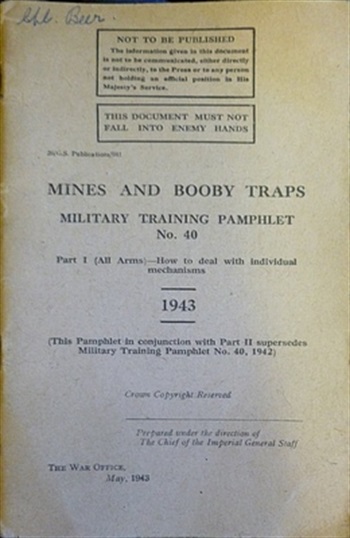 Beer.
NOT TO BE PUBLISHED
The information given in this document
is not to be communicated, either directly
or indirectly, to the Press or to any person
not holding an official position in His
Majesty's Service.
THIS DOCUMENT MUST NOT
FALL INTO ENEMY HANDS
Publications
MINES AND BOOBY TRAPS
MILITARY TRAINING PAMPHLET
No. 40
Part I (All Arms)—How to deal with individual
mechanisms
1943
(This Pamphlet in conjunction with Part II supersedes
Military Training Pamphlet No. 40, 1942)
Crown Copyright Reserved
Prepared under the direction of
The Chief of the Imperial General Staff
THE WAR OFFICE,
May, 1943